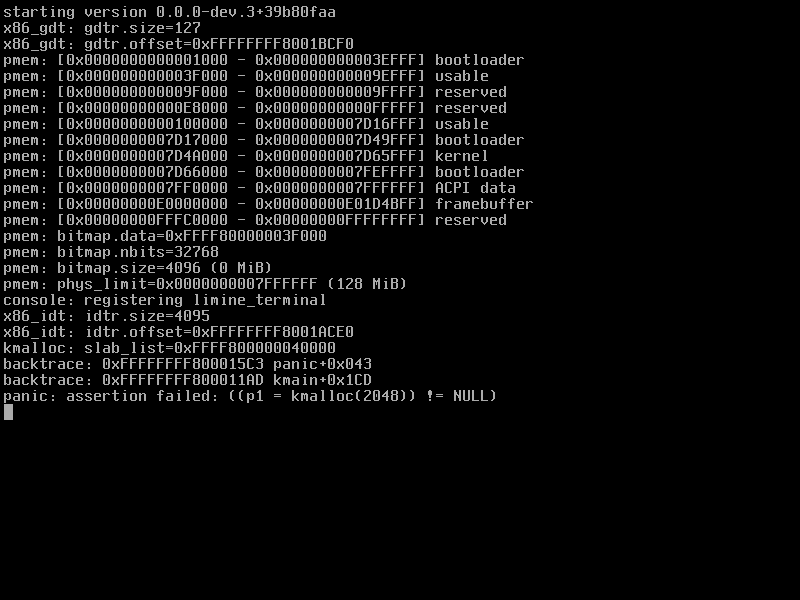 starting version 0.0.0-dev.3+39b80faa
x86_gdt: gdtr.size=127
x86_gdt: gdtr.offset=0xFFFFFFFF8001BCF0
pmem: [0x0000000000001000 - 0x000000000003EFFF] bootloader
pmem: [0x000000000003F000 - 0x000000000009EFFF] usable
pmem: [0x000000000009F000 - 0x000000000009FFFF] reserved
pmem: [0x00000000000E8000 - 0x00000000000FFFFF] reserved
pmem: [0x0000000000100000 - 0x0000000007D16FFF] usable
pmem: [0x0000000007D17000 - 0x0000000007D49FFF] bootloader
pmem: [0x0000000007D4A000 - 0x0000000007D65FFF] kernel
pmem: [0x0000000007D66000 - 0x0000000007FEFFFF] bootloader
pmem: [0x0000000007FF0000 - 0x0000000007FFFFFF] ACPI data
pmem: [0x00000000E0000000 - 0x00000000E01D4BFF] framebuffer
pmem: [0x00000000FFFC0000 - 0x00000000FFFFFFFF] reserved
pmem: bitmap.data=0xFFFF80000003F000
pmem: bitmap.nbits=32768
pmem: bitmap.size=4096 (0 MiB)
pmem: phys_limit=0x0000000007FFFFFF (128 MiB)
console: registering limine_terminal
x86_idt: idtr.size=4095
x86_idt: idtr.offset=0xFFFFFFFF8001ACE0
kmalloc: slab_list=0xFFFF800000040000
backtrace: 0xFFFFFFFF800015C3 panic+0x043
backtrace: 0xFFFFFFFF800011AD kmain+0x1CD
panic: assertion failed: ((p1 = kmalloc(2048)) != NULL)